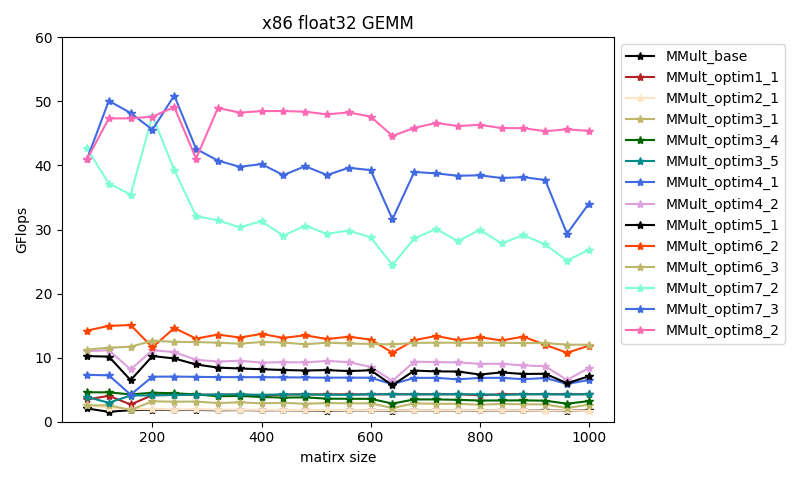 x86 float32 GEMM
60
50
40
30
20
10
0
GFlops
200
400
600
800
1000
matirx size
MMult_base
MMult_optim1_1
MMult_optim2_1
MMult_optim3_1
MMult_optim3_4
MMult_optim3_5
MMult_optim4_1
MMult_optim4_2
MMult_optim5_1
MMult_optim6_2
MMult_optim6_3
MMult_optim7_2
MMult_optim7_3
MMult_optim8_2